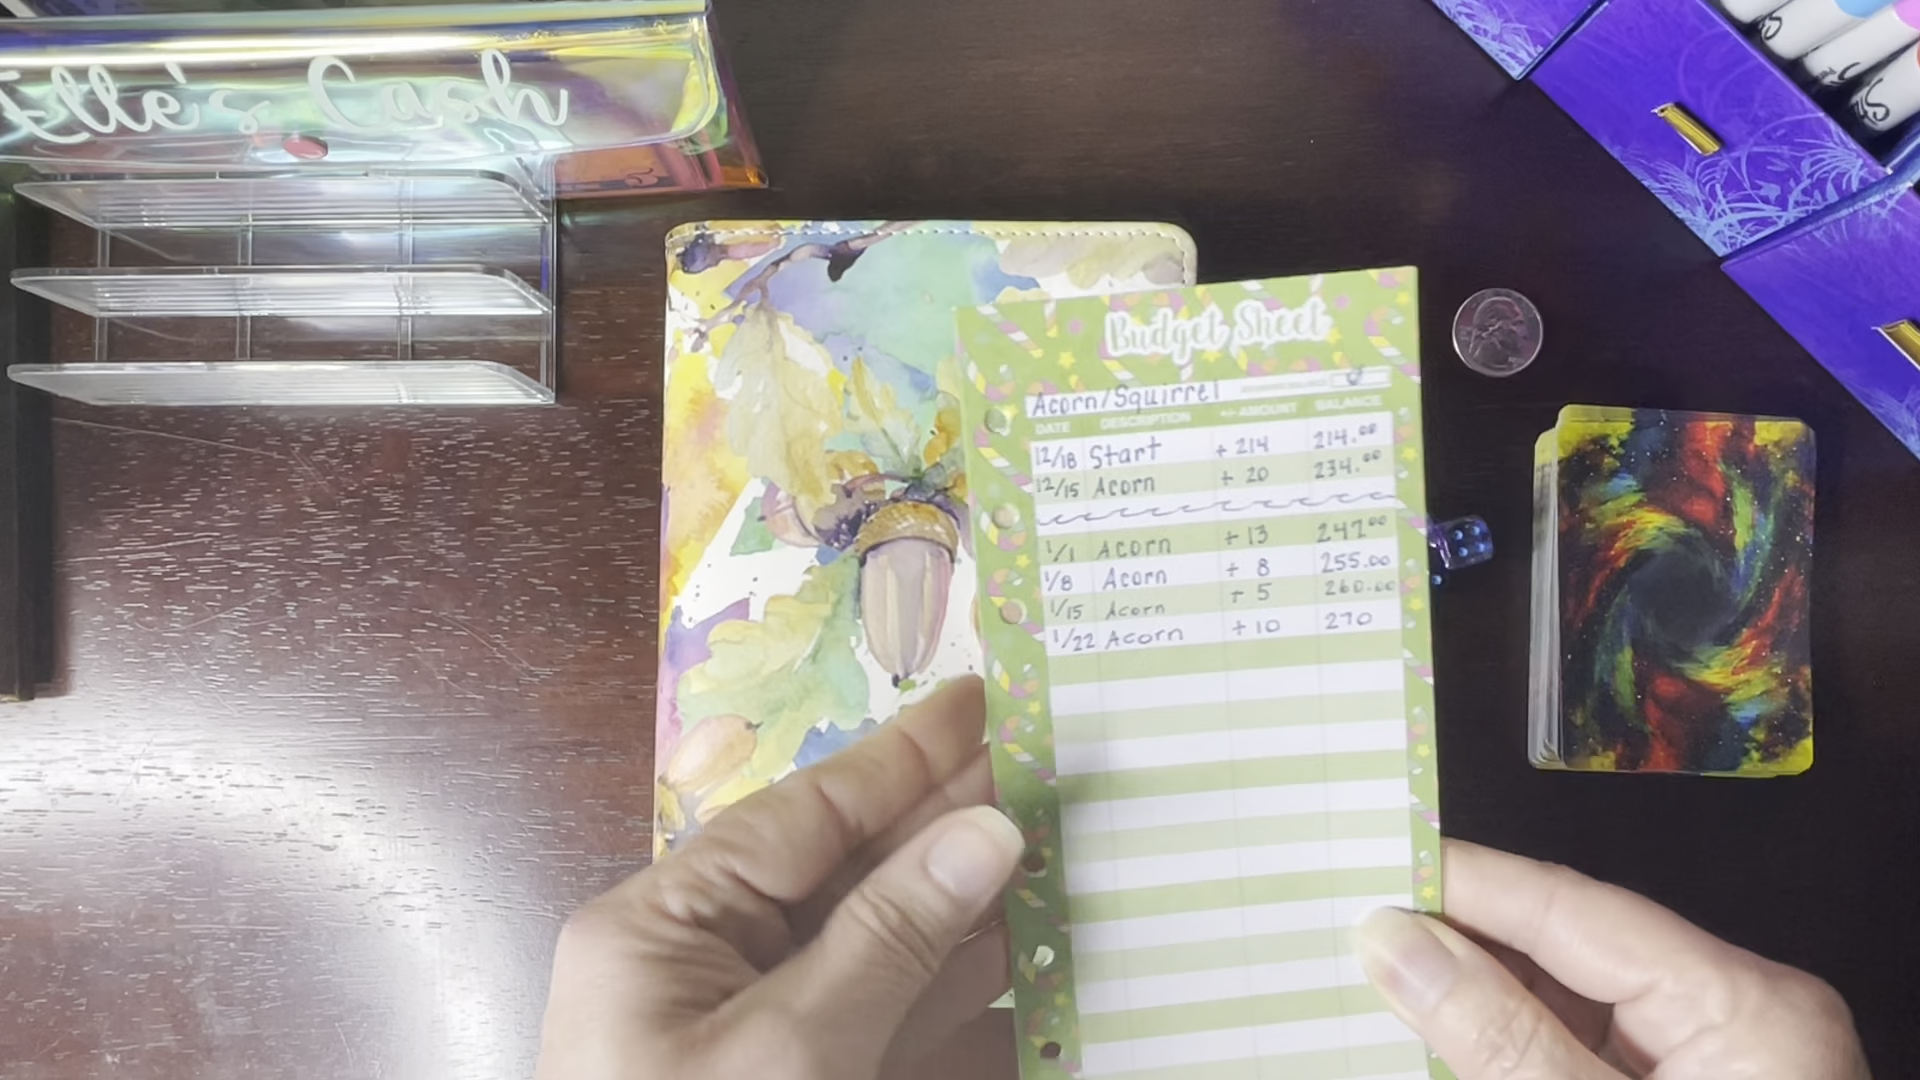 Elle's Cash
Budget Sheet
Acorn/Squirrel
DATE DESCRIPTION +/- AMOUNT BALANCE
12/18 Start + 214 214.00
12/15 Acorn + 20 234.00
1/1 Acorn + 13 247.00
1/8 Acorn + 8 255.00
1/15 Acorn + 5 260.00
1/22 Acorn + 10 270